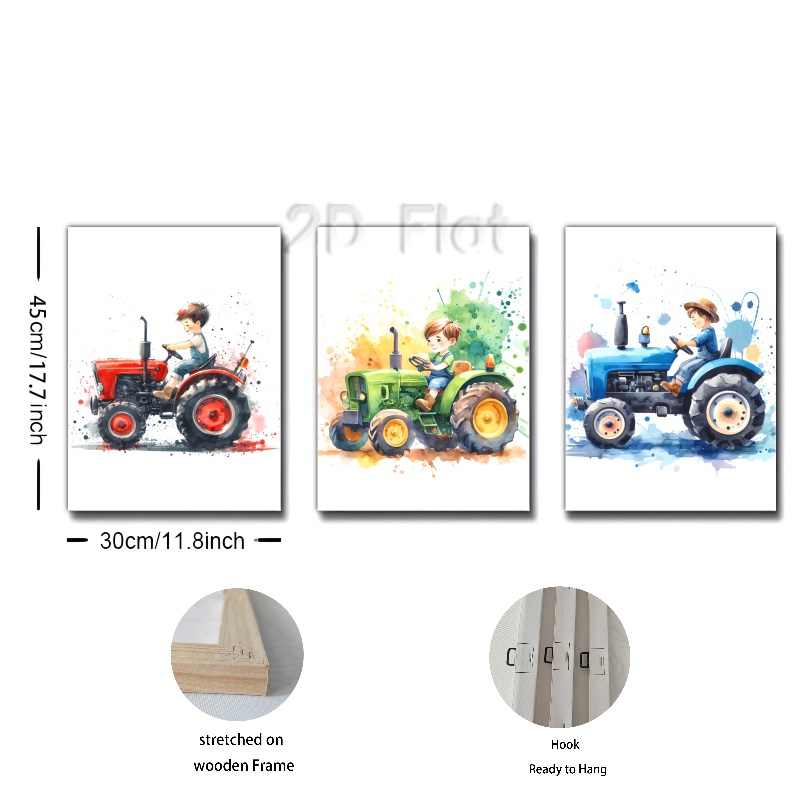 2D Flat
45cm/17.7inch
30cm/11.8inch
stretched on
wooden Frame
Hook
Ready to Hang